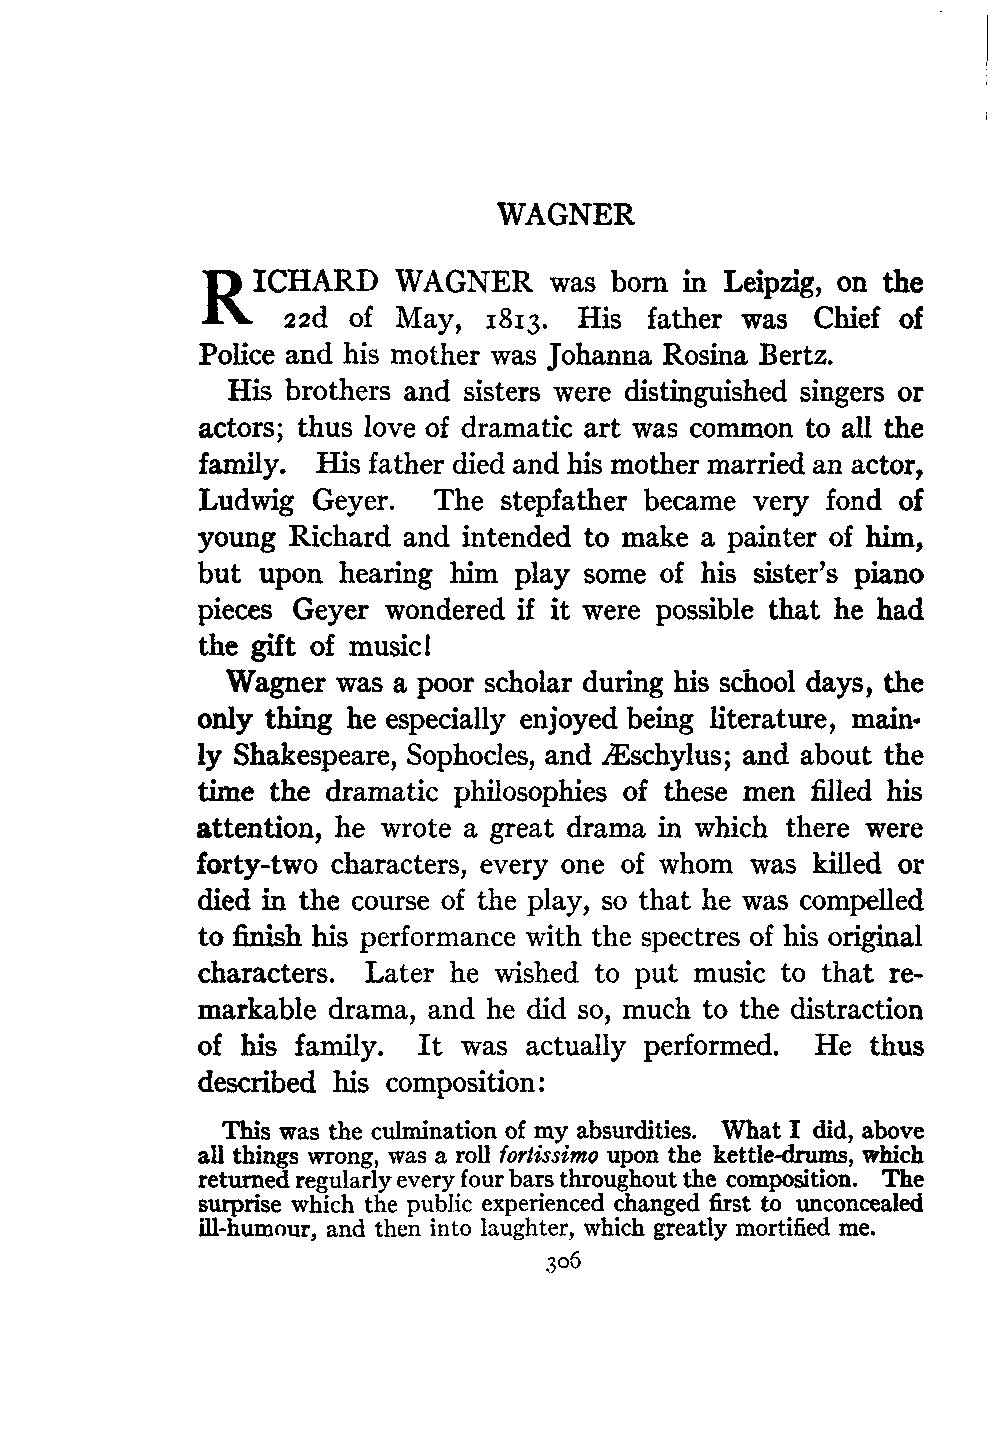 WAGNER
RICHARD WAGNER was born in Leipzig, on the
22d of May, 1813. His father was Chief of
Police and his mother was Johanna Rosina Bertz.
His brothers and sisters were distinguished singers or
actors; thus love of dramatic art was common to all the
family. His father died and his mother married an actor,
Ludwig Geyer. The stepfather became very fond of
young Richard and intended to make a painter of him,
but upon hearing him play some of his sister's piano
pieces Geyer wondered if it were possible that he had
the gift of music!
Wagner was a poor scholar during his school days, the
only thing he especially enjoyed being literature, main-
ly Shakespeare, Sophocles, and Æschylus; and about the
time the dramatic philosophies of these men filled his
attention, he wrote a great drama in which there were
forty-two characters, every one of whom was killed or
died in the course of the play, so that he was compelled
to finish his performance with the spectres of his original
characters. Later he wished to put music to that re-
markable drama, and he did so, much to the distraction
of his family. It was actually performed. He thus
described his composition:
This was the culmination of my absurdities. What I did, above
all things wrong, was a roll fortissimo upon the kettle-drums, which
returned regularly every four bars throughout the composition. The
surprise which the public experienced changed first to unconcealed
ill-humour, and then into laughter, which greatly mortified me.
306